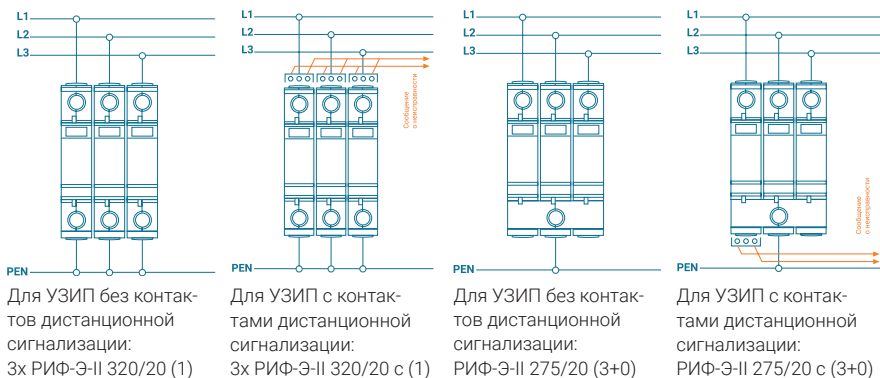 L1
L2
L3
PEN
Для УЗИП без контак-
тов дистанционной
сигнализации:
3x РИФ-Э-II 320/20 (1)
L1
L2
L3
Сообщение
о неисправности
PEN
Для УЗИП с контак-
тами дистанционной
сигнализации:
3x РИФ-Э-II 320/20 с (1)
L1
L2
L3
PEN
Для УЗИП без контак-
тов дистанционной
сигнализации:
РИФ-Э-II 275/20 (3+0)
L1
L2
L3
Сообщение
о неисправности
PEN
Для УЗИП с контак-
тами дистанционной
сигнализации:
РИФ-Э-II 275/20 с (3+0)